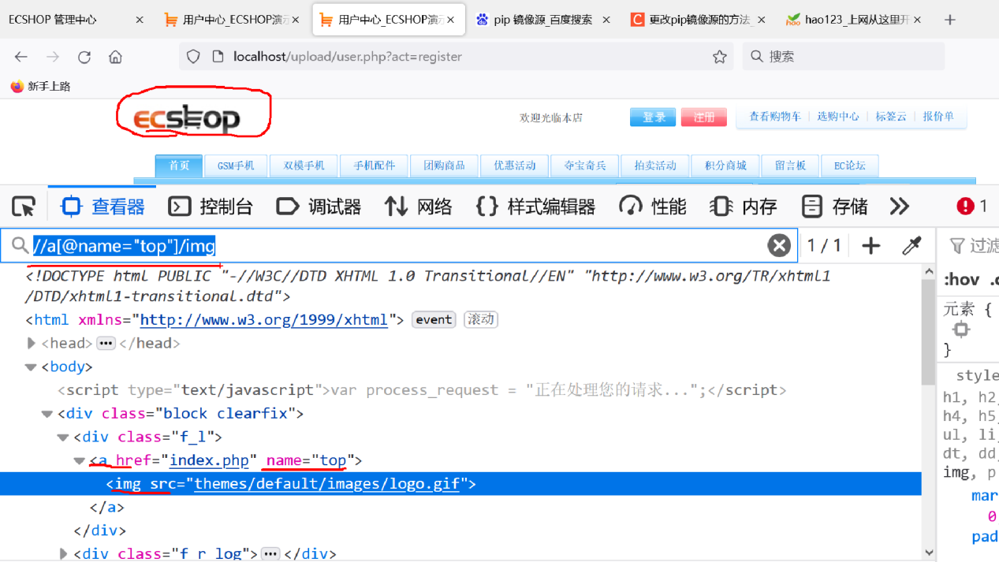 ECSHOP 管理中心 × 用户中心_ECSHOP演示 × 用户中心_ECSHOP演示 × pip 镜像源_百度搜索 × 更改pip镜像源的方法_ × hao123_上网从这里开 × +
localhost/upload/user.php?act=register 搜索
新手上路
ecshop 欢迎光临本店 登录 注册 查看购物车 选购中心 标签云 报价单
首页 GSM手机 双模手机 手机配件 团购商品 优惠活动 夺宝奇兵 拍卖活动 积分商城 留言板 EC论坛
查看器 控制台 调试器 网络 {} 样式编辑器 性能 内存 存储 1
//a[@name="top"]/img 1 / 1 + 过滤
<!DOCTYPE html PUBLIC "-//W3C//DTD XHTML 1.0 Transitional//EN" "http://www.w3.org/TR/xhtml1
/DTD/xhtml1-transitional.dtd">
:hov .c
<html xmlns="http://www.w3.org/1999/xhtml"> event 滚动
元素 {
<head> ••• </head>
}
<body>
<script type="text/javascript">var process_request = "正在处理您的请求...";</script>
<div class="block clearfix">
<div class="f_l">
<a href="index.php" name="top">
<img src="themes/default/images/logo.gif">
</a>
</div>
<div class="f_r_log"> ••• </div>
style
h1, h2,
h4, h5,
ul, li,
dt, dd,
img, p
mar
0
pad